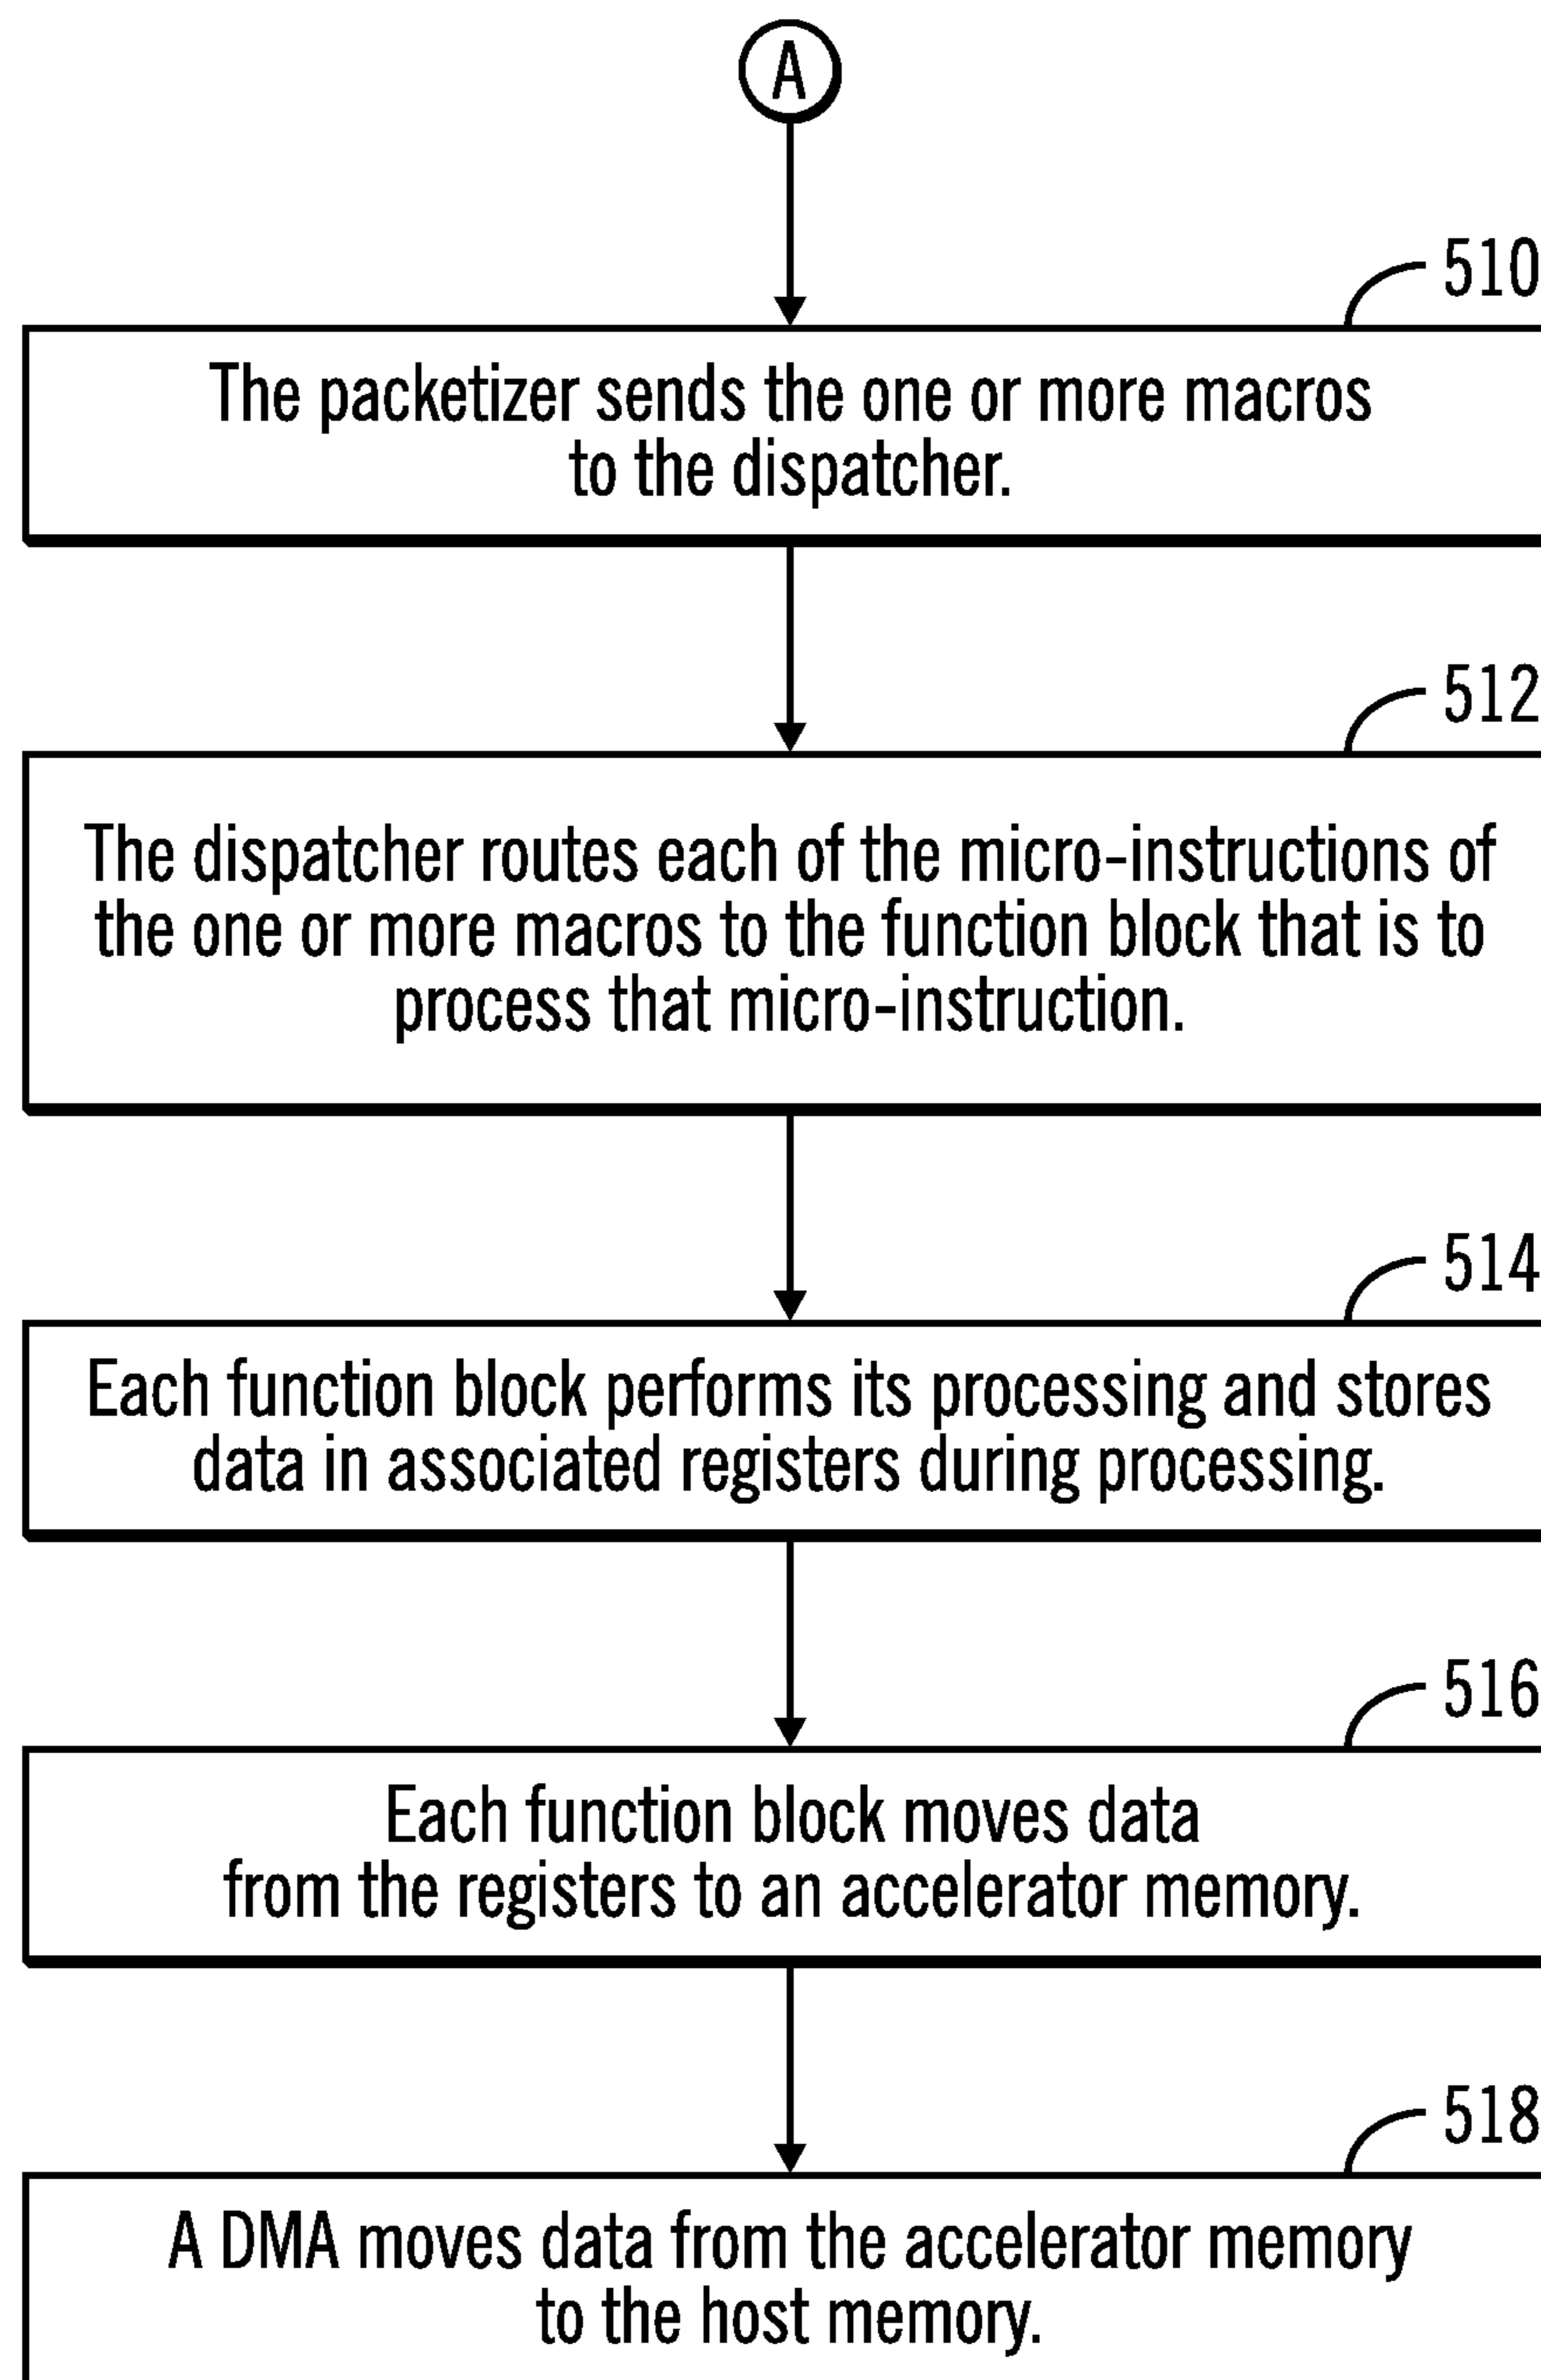 A
510
The packetizer sends the one or more macros
to the dispatcher.
512
The dispatcher routes each of the micro-instructions of
the one or more macros to the function block that is to
process that micro-instruction.
514
Each function block performs its processing and stores
data in associated registers during processing.
516
Each function block moves data
from the registers to an accelerator memory.
518
A DMA moves data from the accelerator memory
to the host memory.